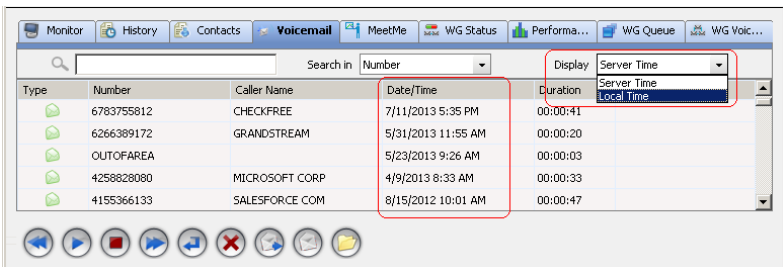 Monitor History Contacts Voicemail MeetMe WG Status Performa... WG Queue WG Voic...
Search in Number Display Server Time
Server Time
Local Time
Type Number Caller Name Date/Time Duration
6783755812 CHECKFREE 7/11/2013 5:35 PM 00:00:41
6266389172 GRANDSTREAM 5/31/2013 11:55 AM 00:00:20
OUTOFAREA 5/23/2013 9:26 AM 00:00:03
4258828080 MICROSOFT CORP 4/9/2013 8:33 AM 00:00:33
4155366133 SALESFORCE COM 8/15/2012 10:01 AM 00:00:47